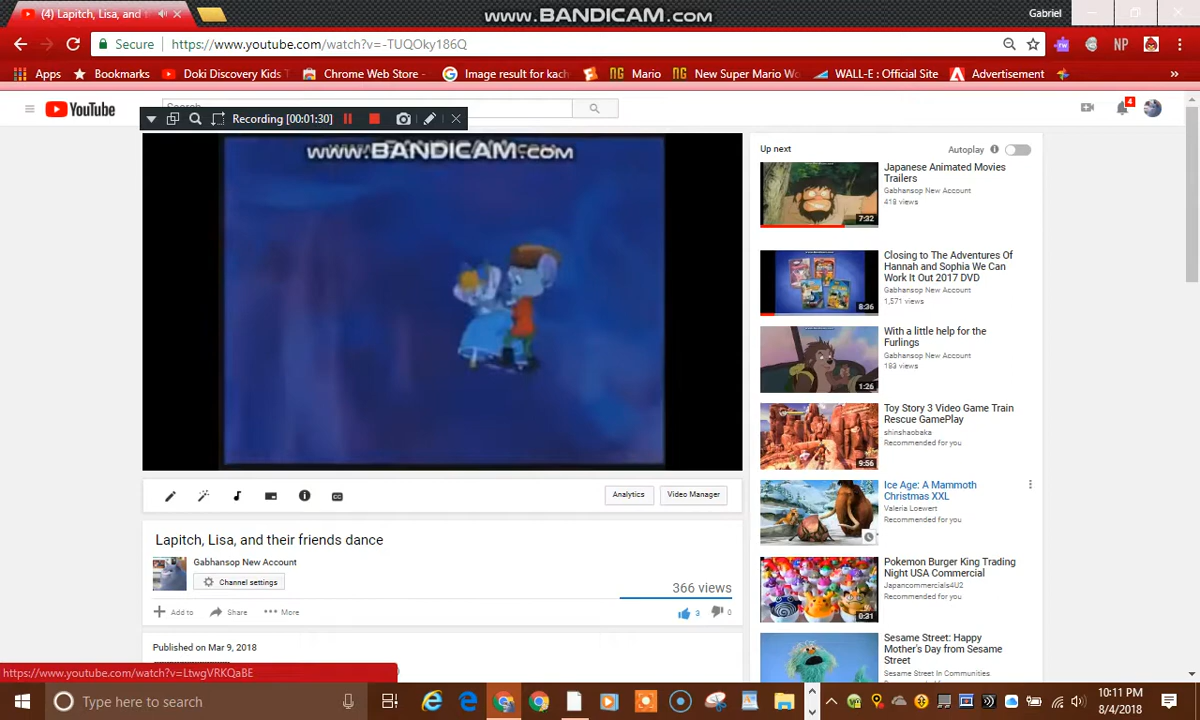 (4) Lapitch, Lisa, and
www.BANDICAM.com
Gabriel
Secure
https://www.youtube.com/watch?v=-TUQOky186Q
NP
Apps
Bookmarks
Doki Discovery Kids
Chrome Web Store -
Image result for kach
NG Mario
NG New Super Mario Wo
WALL-E : Official Site
Advertisement
»
YouTube
Search
Recording [00:01:30]
4
www.BANDICAM.com
Up next
Autoplay
Japanese Animated Movies
Trailers
Gabhansop New Account
419 views
7:32
Closing to The Adventures Of
Hannah and Sophia We Can
Work It Out 2017 DVD
Gabhansop New Account
1,571 views
8:36
With a little help for the
Furlings
Gabhansop New Account
183 views
1:26
Toy Story 3 Video Game Train
Rescue GamePlay
shinshaobaka
Recommended for you
9:56
Ice Age: A Mammoth
Christmas XXL
Valeria Loewert
Recommended for you
Pokemon Burger King Trading
Night USA Commercial
Japancommercials4U2
Recommended for you
0:31
Sesame Street: Happy
Mother's Day from Sesame
Street
Sesame Street In Communities
CC
Analytics
Video Manager
Lapitch, Lisa, and their friends dance
Gabhansop New Account
Channel settings
366 views
Add to
Share
More
3
0
Published on Mar 9, 2018
https://www.youtube.com/watch?v=LtwgVRKQaBE
Type here to search
10:11 PM
8/4/2018